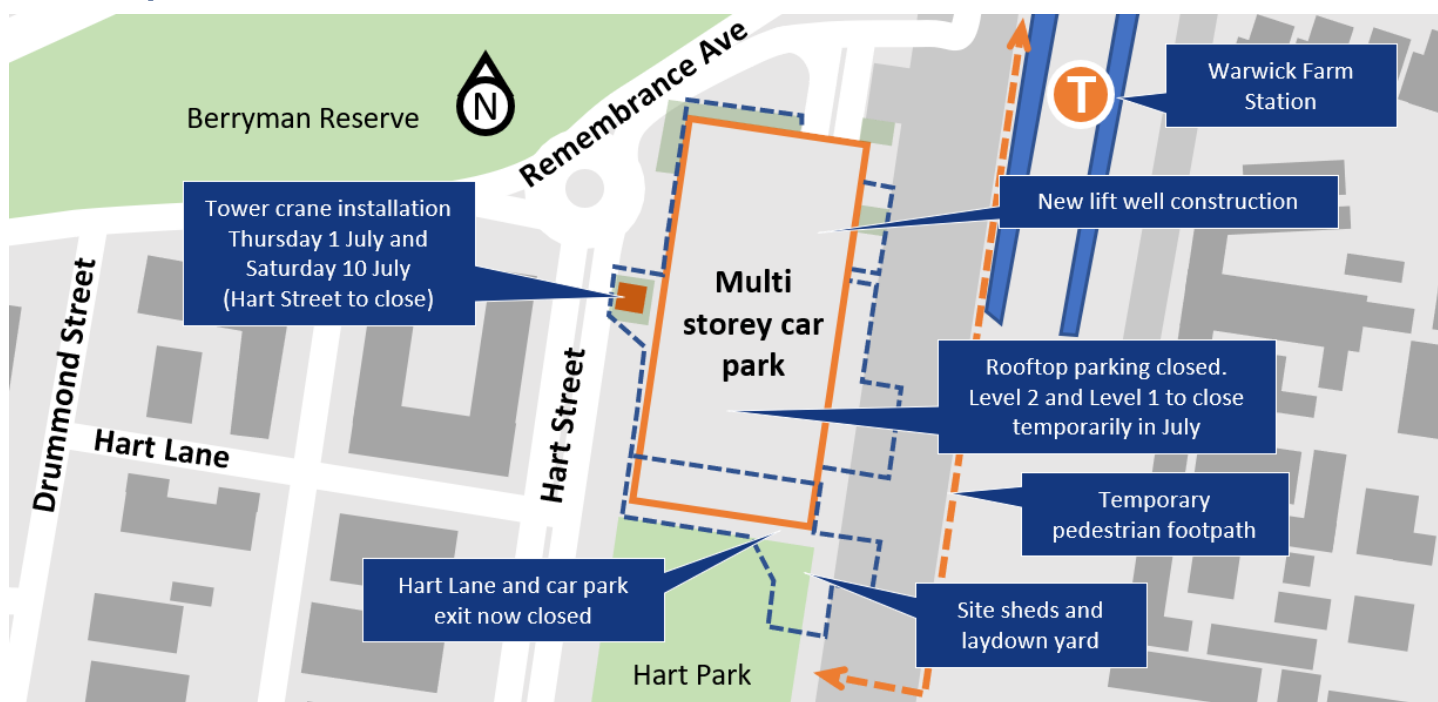 Berryman Reserve
N
Remembrance Ave
T
Warwick Farm
Station
Tower crane installation
Thursday 1 July and
Saturday 10 July
(Hart Street to close)
New lift well construction
Multi
storey car
park
Drummond Street
Hart Lane
Hart Street
Rooftop parking closed.
Level 2 and Level 1 to close
temporarily in July
Temporary
pedestrian footpath
Hart Lane and car park
exit now closed
Site sheds and
laydown yard
Hart Park